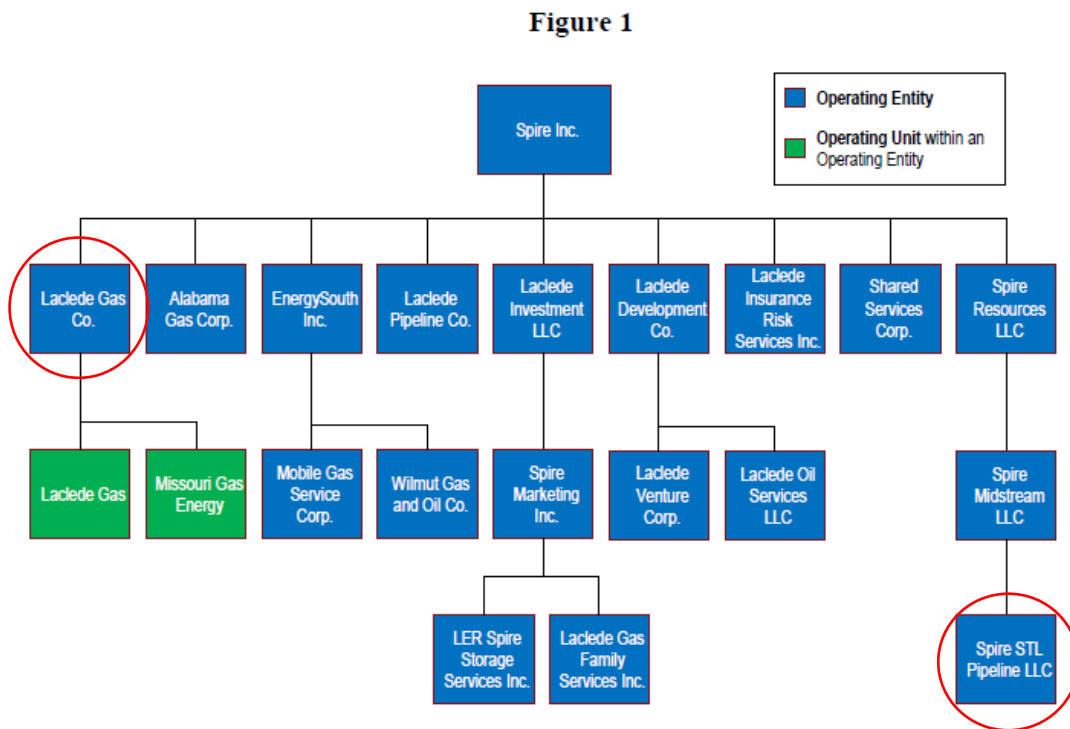 Figure 1
Operating Entity
Operating Unit within an
Operating Entity
Spire Inc.
Laclede Gas
Co.
Alabama
Gas Corp.
EnergySouth
Inc.
Laclede
Pipeline Co.
Laclede
Investment
LLC
Laclede
Development
Co.
Laclede
Insurance
Risk
Services Inc.
Shared
Services
Corp.
Spire
Resources
LLC
Laclede Gas
Missouri Gas
Energy
Mobile Gas
Service
Corp.
Wilmut Gas
and Oil Co.
Spire
Marketing
Inc.
Laclede
Venture
Corp.
Laclede Oil
Services
LLC
Spire
Midstream
LLC
LER Spire
Storage
Services Inc.
Laclede Gas
Family
Services Inc.
Spire STL
Pipeline LLC